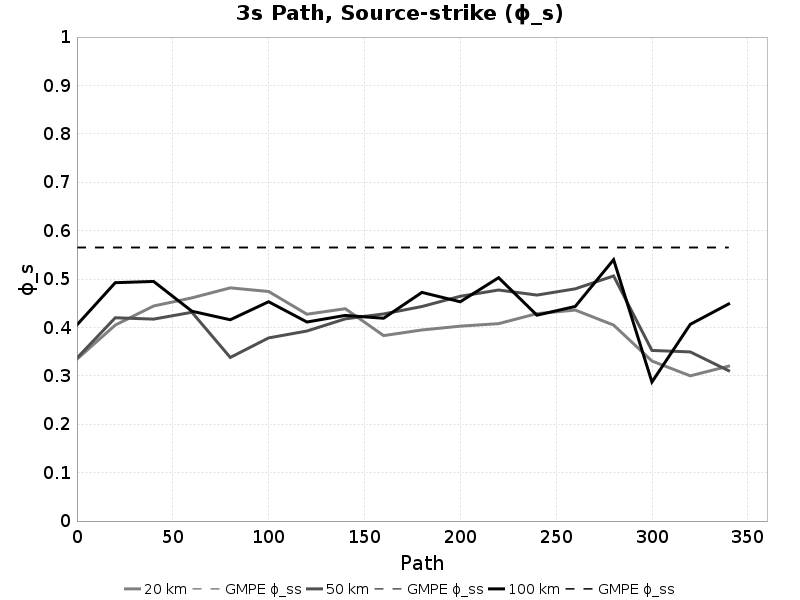 3s Path, Source-strike (ϕ_s)
1
0.9
0.8
0.7
0.6
0.5
0.4
0.3
0.2
0.1
0
ϕ_s
0 50 100 150 200 250 300 350
Path
20 km GMPE ϕ_ss 50 km GMPE ϕ_ss 100 km GMPE ϕ_ss